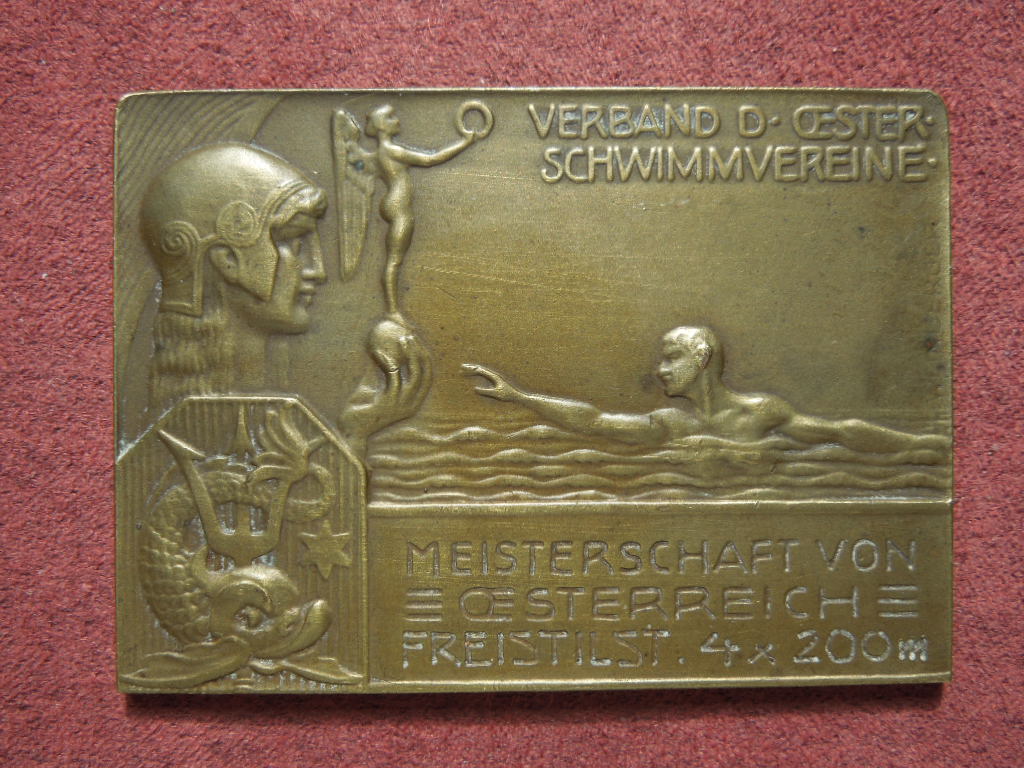 VERBAND D· ŒSTER·
SCHWIMMVEREINE·
MEISTERSCHAFT VON
ŒSTERREICH
FREISTILST. 4 x 200m